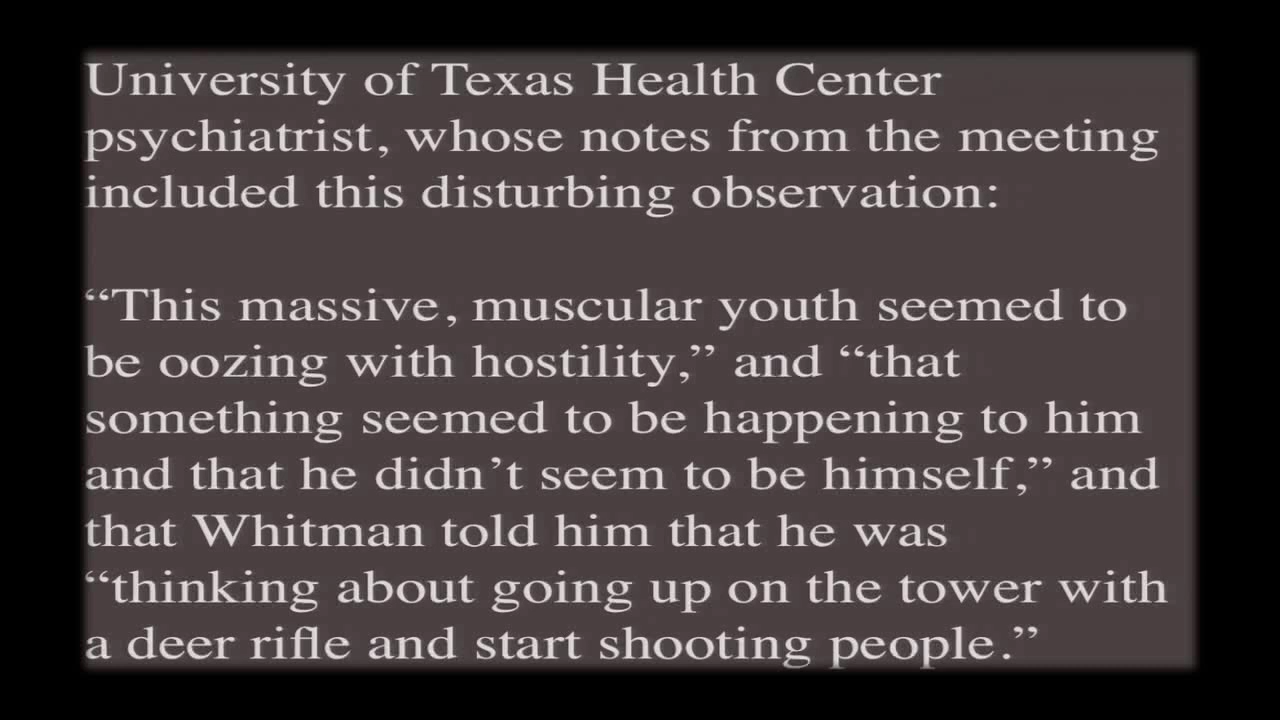 University of Texas Health Center
psychiatrist, whose notes from the meeting
included this disturbing observation:
“This massive, muscular youth seemed to
be oozing with hostility,” and “that
something seemed to be happening to him
and that he didn’t seem to be himself,” and
that Whitman told him that he was
“thinking about going up on the tower with
a deer rifle and start shooting people.”